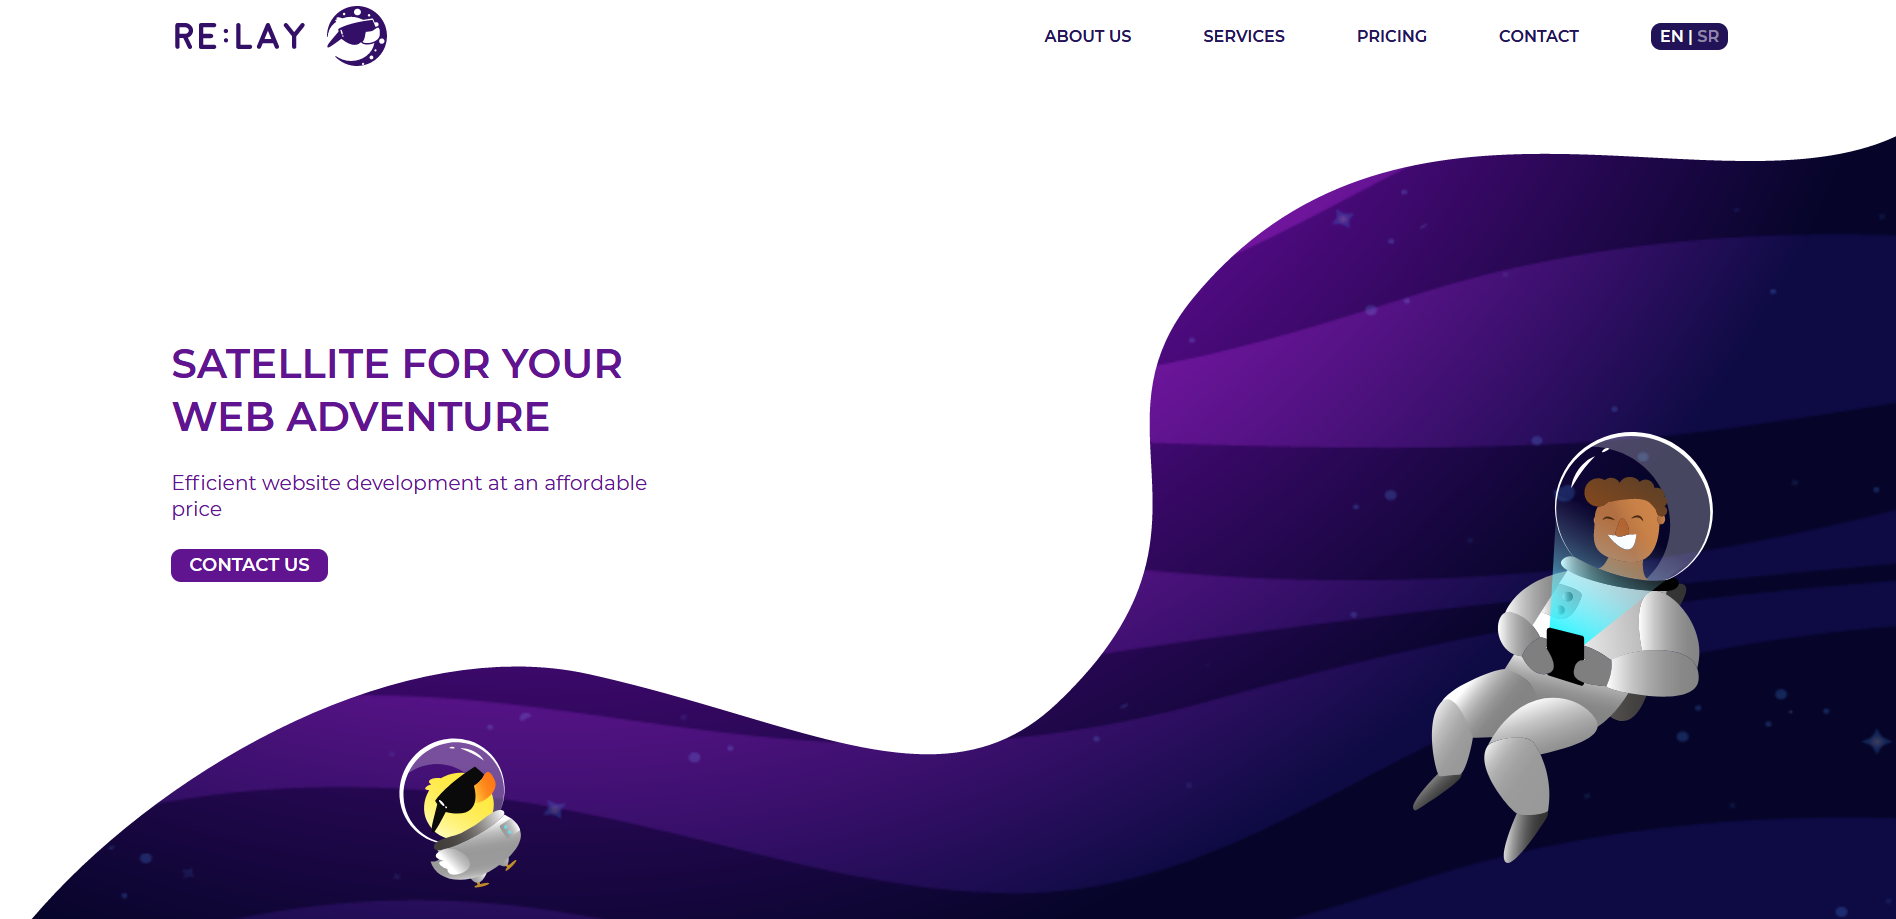 RE:LAY
ABOUT US
SERVICES
PRICING
CONTACT
EN | SR
SATELLITE FOR YOUR
WEB ADVENTURE
Efficient website development at an affordable
price
CONTACT US